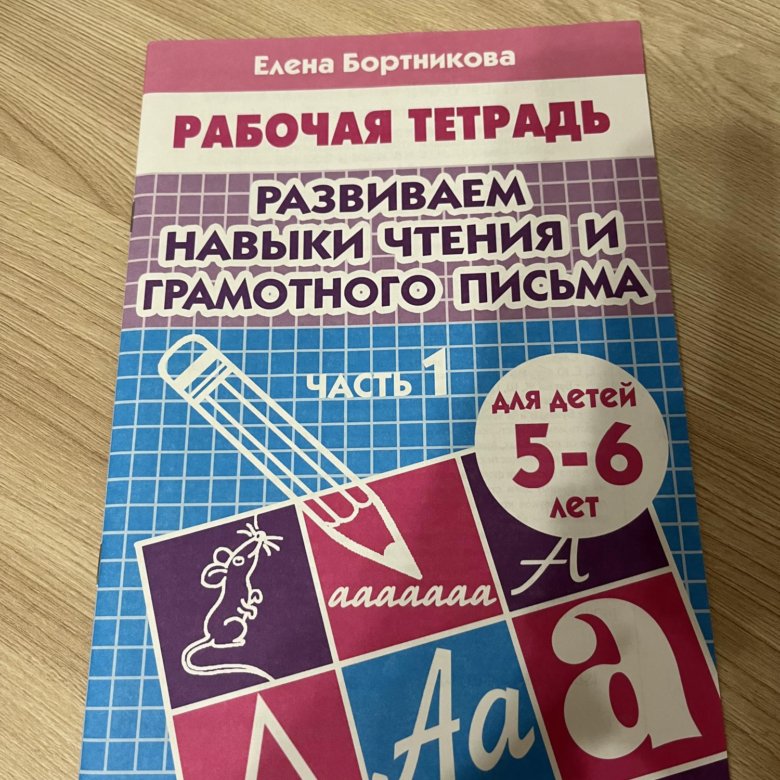 Елена Бортникова
РАБОЧАЯ ТЕТРАДЬ
РАЗВИВАЕМ
НАВЫКИ ЧТЕНИЯ И
ГРАМОТНОГО ПИСЬМА
ЧАСТЬ 1
для детей
5-6
лет
А
ааааааа
А
Аа
а